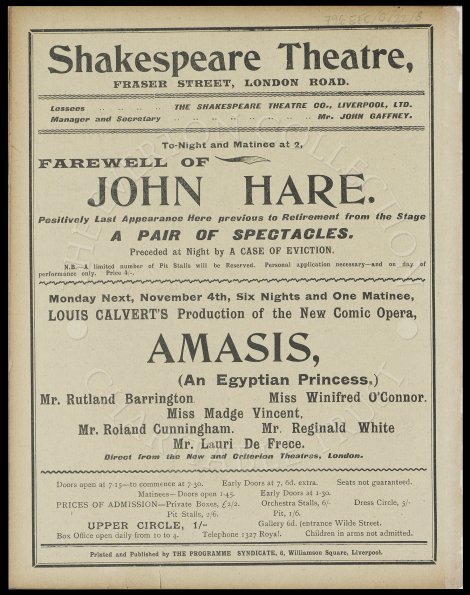 Shakespeare Theatre,
FRASER STREET, LONDON ROAD.
Lessees .. .. .. .. THE SHAKESPEARE THEATRE CO., LIVERPOOL, LTD.
Manager and Secretary .. .. .. .. .. .. .. Mr. JOHN GAFFNEY.
To-Night and Matinee at 2,
FAREWELL OF
JOHN HARE.
Positively Last Appearance Here previous to Retirement from the Stage
A PAIR OF SPECTACLES.
Preceded at Night by A CASE OF EVICTION.
N.B.—A limited number of Pit Stalls will be Reserved. Personal application necessary—and on day of
performance only. Price 4/-.
Monday Next, November 4th, Six Nights and One Matinee,
LOUIS CALVERT'S Production of the New Comic Opera,
AMASIS,
(An Egyptian Princess.)
Mr. Rutland Barrington Miss Winifred O'Connor.
Miss Madge Vincent,
Mr. Roland Cunningham. Mr. Reginald White
Mr. Lauri De Frece.
Direct from the New and Criterion Theatres, London.
Doors open at 7-15—to commence at 7-30. Early Doors at 7, 6d. extra. Seats not guaranteed.
Matinees—Doors open 1-45. Early Doors at 1-30.
PRICES OF ADMISSION—Private Boxes, £2/2. Orchestra Stalls, 6/- Dress Circle, 5/-
Pit Stalls, 2/6. Pit, 1/6.
UPPER CIRCLE, 1/- Gallery 6d. (entrance Wilde Street.
Box Office open daily from 10 to 4. Telephone 1327 Royal. Children in arms not admitted.
Printed and Published by THE PROGRAMME SYNDICATE, 6, Williamson Square, Liverpool.